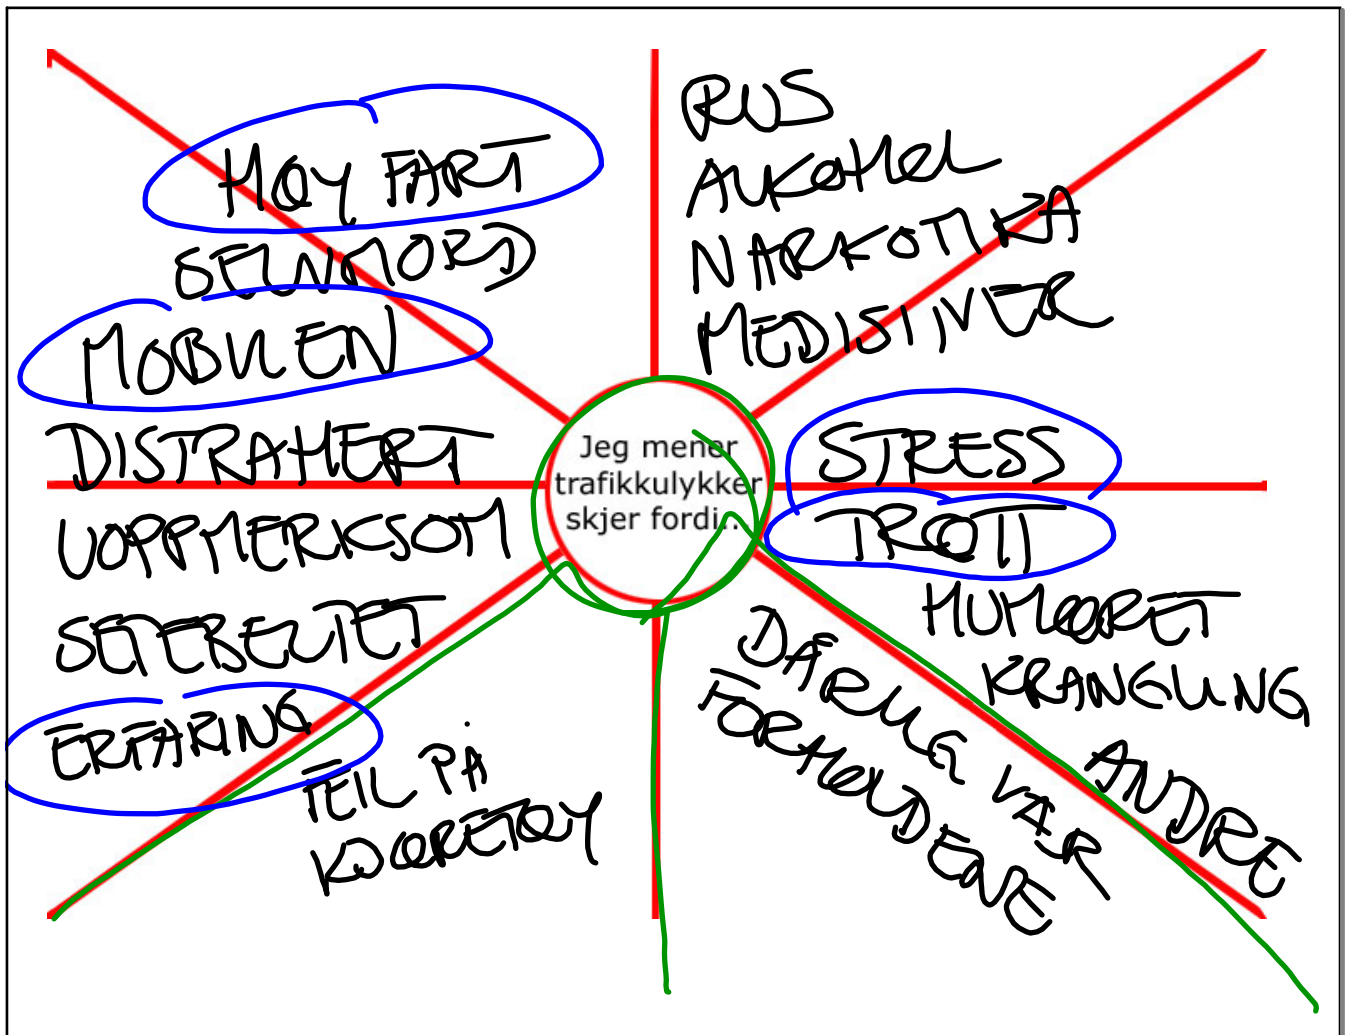 HØY FART
SELVMORD
MOBILEN
DISTRAHERT
UOPPMERKSOM
SETEBELTET
ERFARING
FEIL PÅ
KJØRETØY
RUS
ALKOHOL
NARKOTIKA
MEDISINER
Jeg mener
trafikkulykker
skjer fordi..
STRESS
TRØTT
HUMØRET
KRANGLING
ANDRE
DÅRLIG VÆR
FORHOLDENE